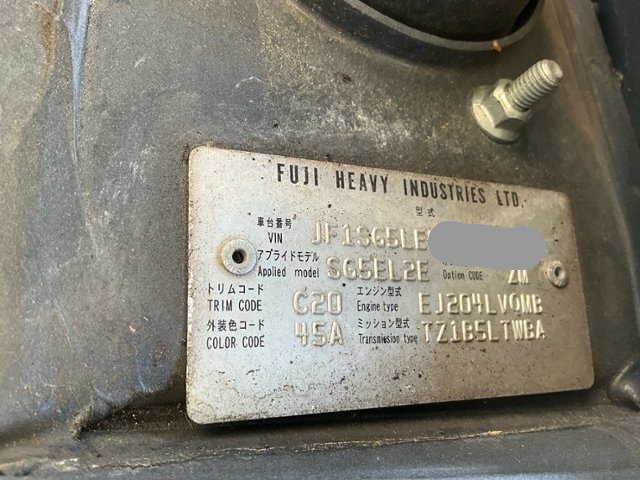 FUJI HEAVY INDUSTRIES LTD.
型式
車台番号
VIN JF1SG5LE
アプライドモデル
Applied model SG5EL2E Option CODE ZM
トリムコード エンジン型式
TRIM CODE C20 Engine type EJ204LVQMB
外装色コード ミッション型式
COLOR CODE 45A Transmission type TZ1B5LTWBA